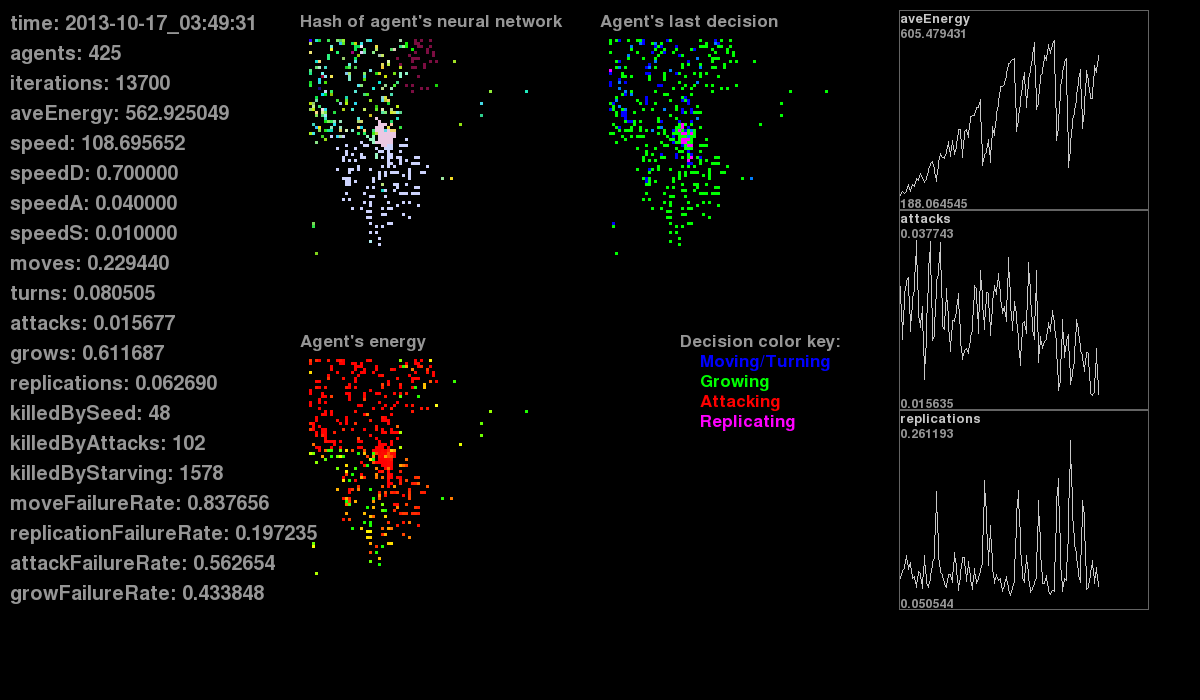 time: 2013-10-17_03:49:31
agents: 425
iterations: 13700
aveEnergy: 562.925049
speed: 108.695652
speedD: 0.700000
speedA: 0.040000
speedS: 0.010000
moves: 0.229440
turns: 0.080505
attacks: 0.015677
grows: 0.611687
replications: 0.062690
killedBySeed: 48
killedByAttacks: 102
killedByStarving: 1578
moveFailureRate: 0.837656
replicationFailureRate: 0.197235
attackFailureRate: 0.562654
growFailureRate: 0.433848
Hash of agent's neural network
Agent's last decision
Agent's energy
Decision color key:
Moving/Turning
Growing
Attacking
Replicating
aveEnergy
605.479431
188.064545
attacks
0.037743
0.015635
replications
0.261193
0.050544